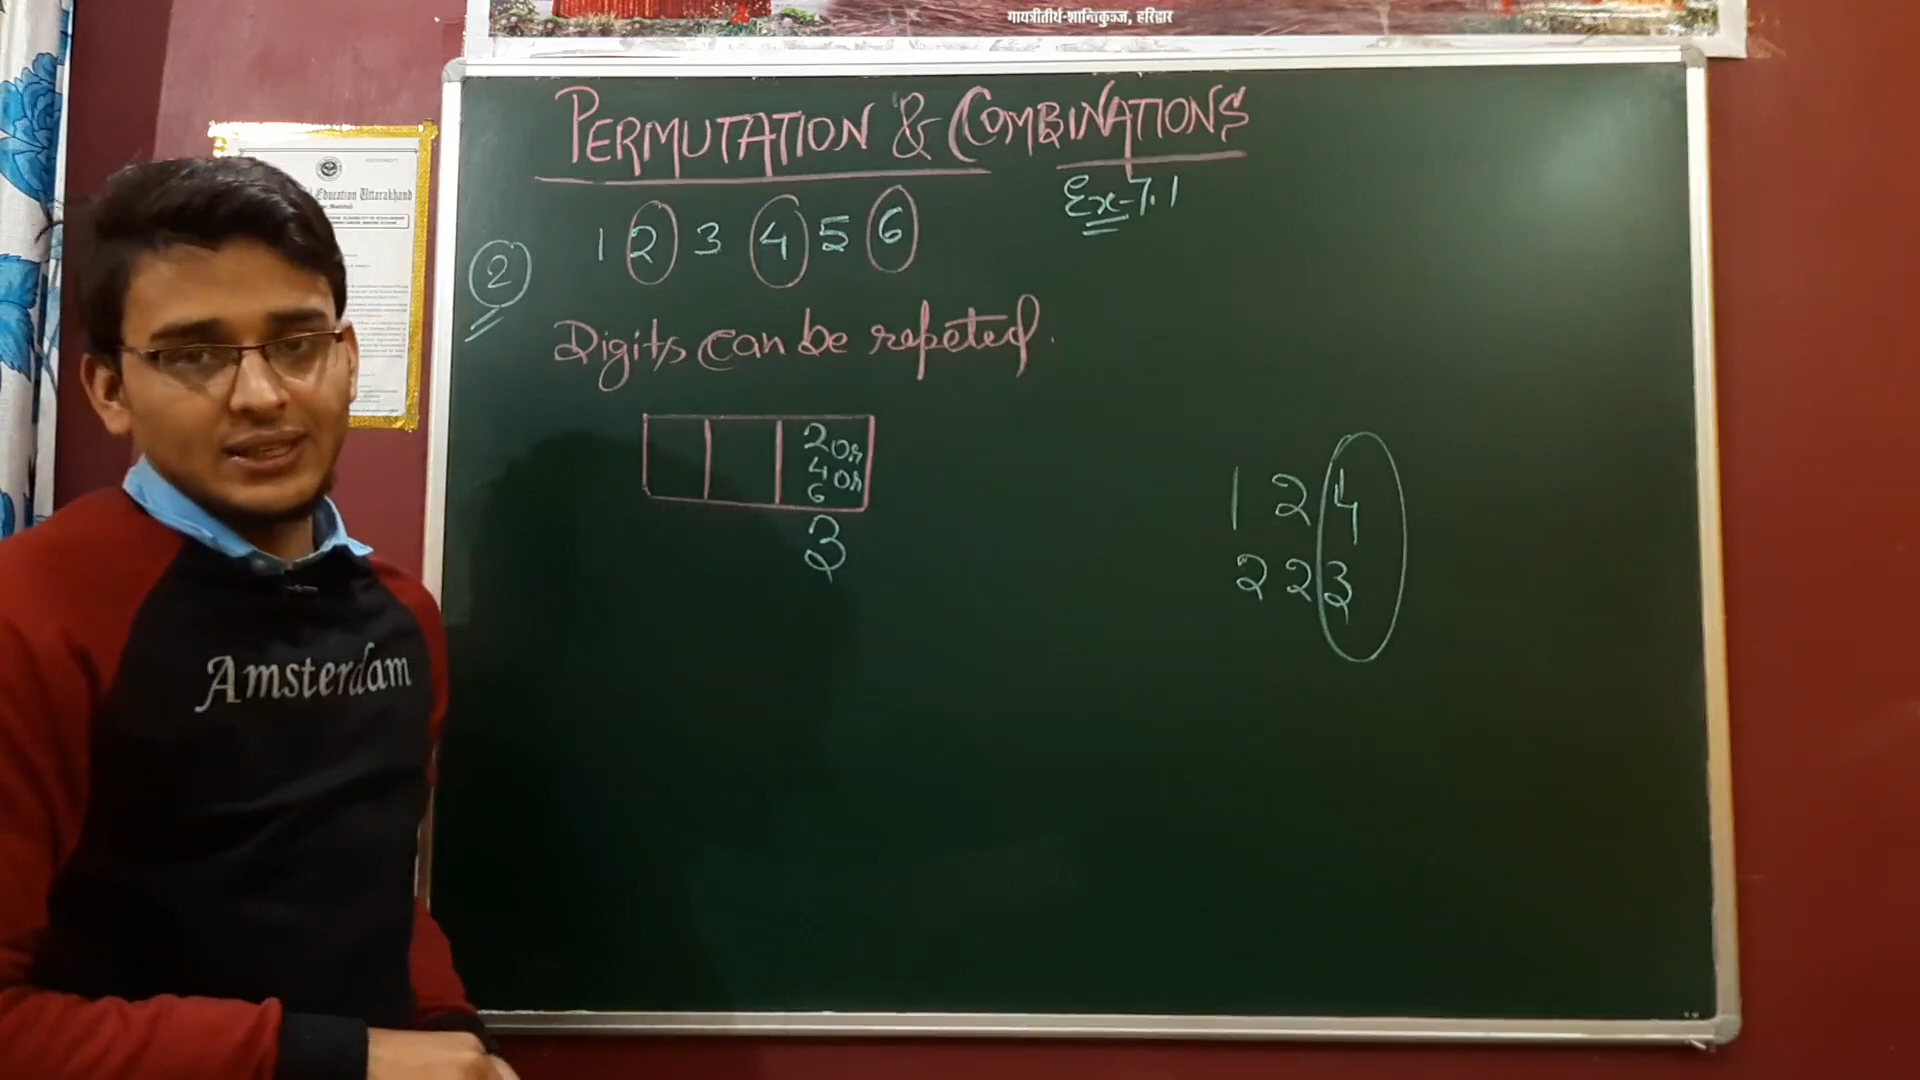 गायत्रीतीर्थ-शान्तिकुञ्ज, हरिद्वार
PERMUTATION & COMBINATIONS
Ex-7.1
2
1 2 3 4 5 6
Digits can be repeted.
2 or
4 or
6
3
1 2 4
2 2 3
Education Uttarakhand
Amsterdam